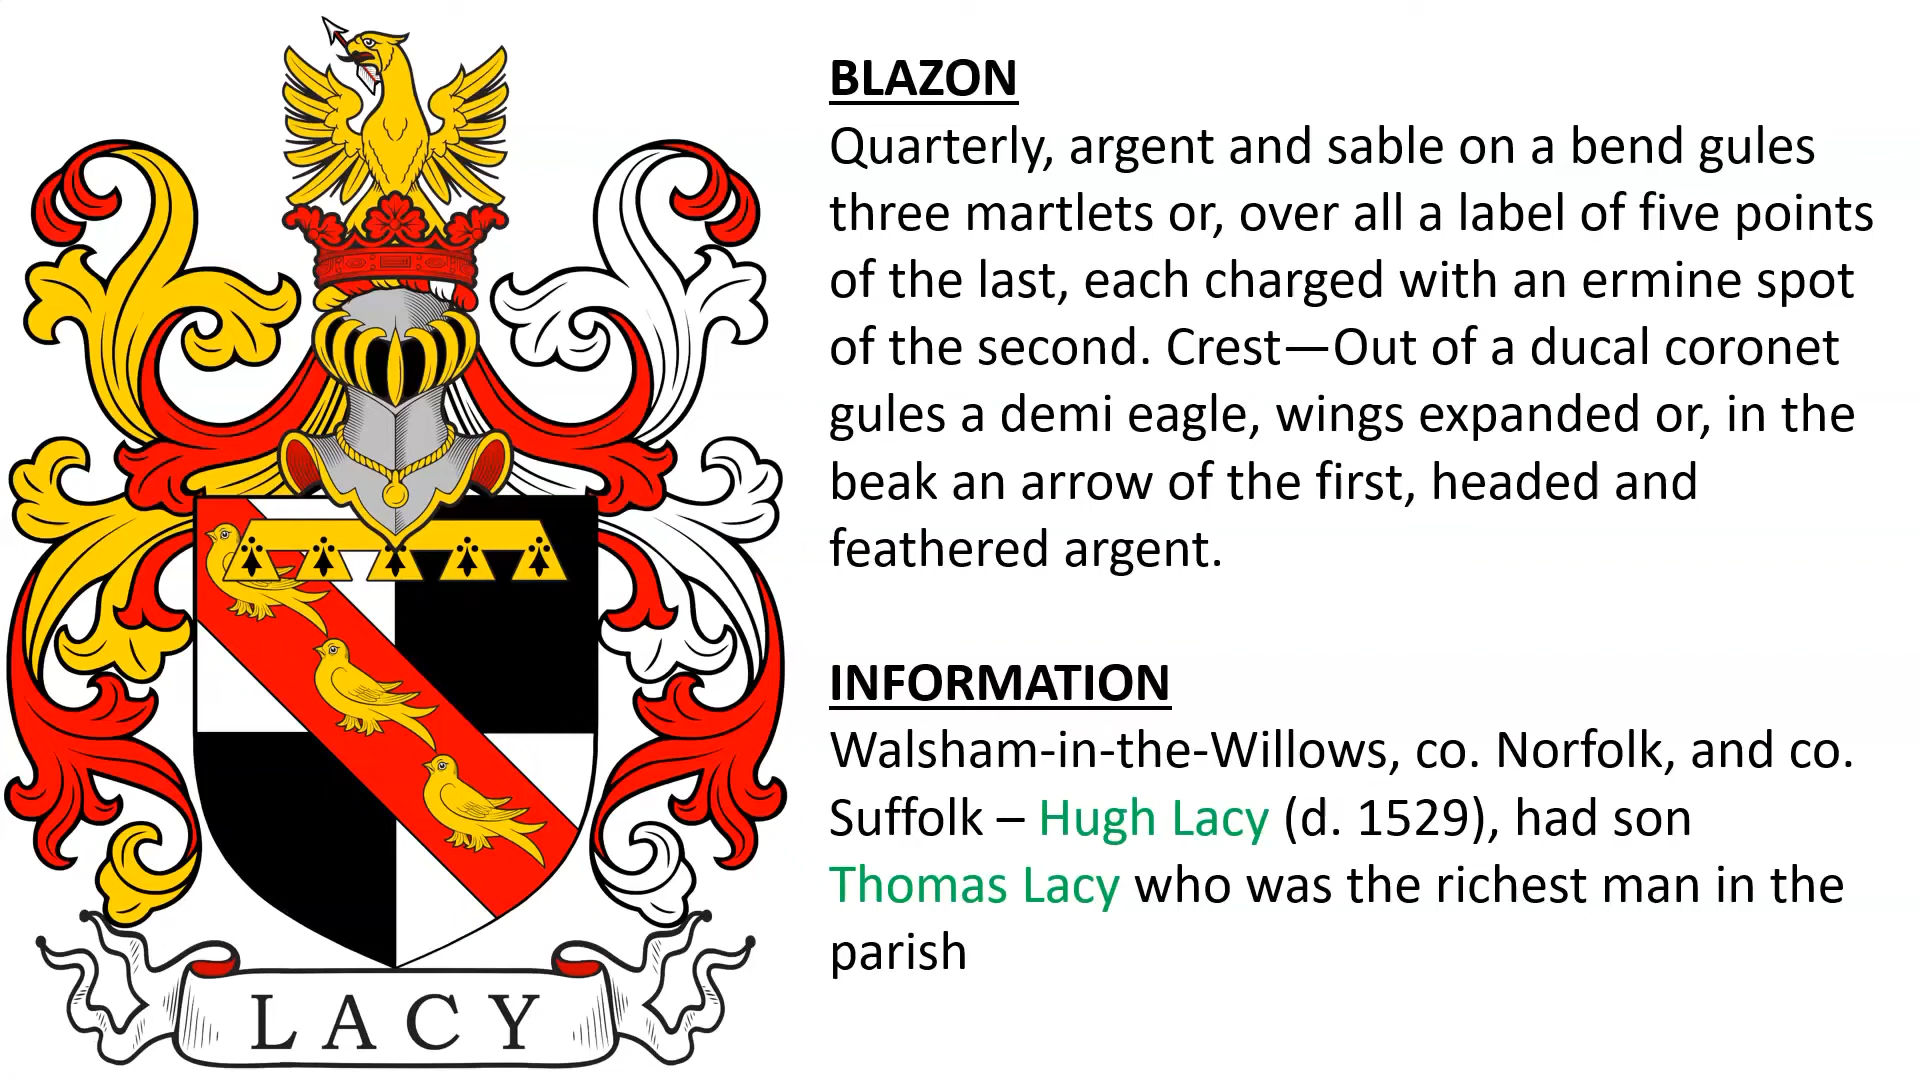 BLAZON
Quarterly, argent and sable on a bend gules
three martlets or, over all a label of five points
of the last, each charged with an ermine spot
of the second. Crest—Out of a ducal coronet
gules a demi eagle, wings expanded or, in the
beak an arrow of the first, headed and
feathered argent.
INFORMATION
Walsham-in-the-Willows, co. Norfolk, and co.
Suffolk – Hugh Lacy (d. 1529), had son
Thomas Lacy who was the richest man in the
parish
LACY